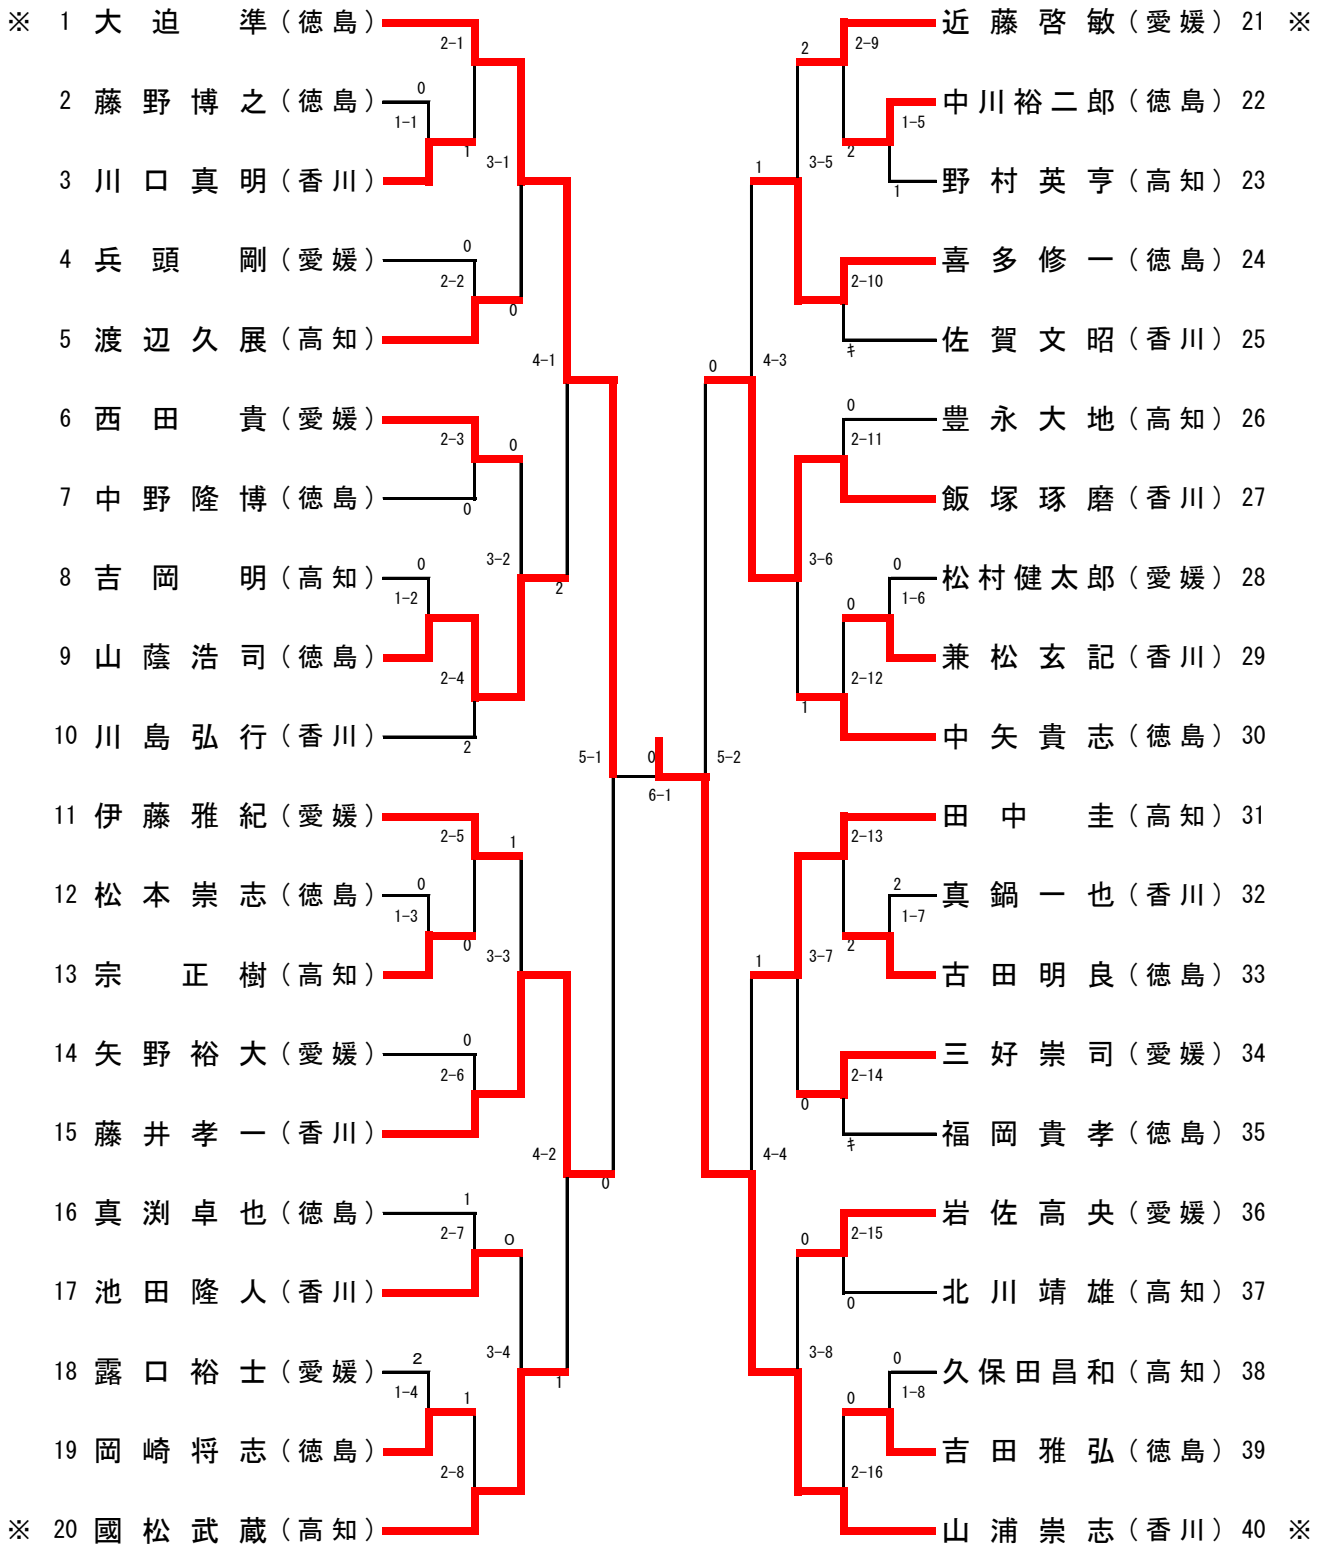 ※ 1 大迫 準 (徳島)
2-1
0
2 藤野博之 (徳島)
1-1
1
3-1
3 川口真明 (香川)
0
4 兵頭 剛 (愛媛)
2-2
0
5 渡辺久展 (高知)
4-1
6 西田 貴 (愛媛)
2-3
0
7 中野隆博 (徳島)
0
3-2
0
8 吉岡 明 (高知)
1-2
2
9 山蔭浩司 (徳島)
2-4
10 川島弘行 (香川)
2
5-1
0
6-1
11 伊藤雅紀 (愛媛)
2-5
1
0
12 松本崇志 (徳島)
1-3
0
3-3
13 宗 正樹 (高知)
0
14 矢野裕大 (愛媛)
2-6
15 藤井孝一 (香川)
4-2
0
1
16 真渕卓也 (徳島)
2-7
0
17 池田隆人 (香川)
3-4
2
18 露口裕士 (愛媛)
1-4
1
1
19 岡崎将志 (徳島)
2-8
※ 20 國松武蔵 (高知)
近藤啓敏 (愛媛) 21 ※
2
2-9
中川裕二郎 (徳島) 22
1-5
2
1
3-5
野村英亨 (高知) 23
1
喜多修一 (徳島) 24
2-10
佐賀文昭 (香川) 25
キ
4-3
0
0
豊永大地 (高知) 26
2-11
飯塚琢磨 (香川) 27
3-6
0
松村健太郎 (愛媛) 28
1-6
0
兼松玄記 (香川) 29
2-12
1
中矢貴志 (徳島) 30
5-2
田中 圭 (高知) 31
2-13
2
真鍋一也 (香川) 32
1-7
2
1
3-7
古田明良 (徳島) 33
三好崇司 (愛媛) 34
2-14
0
福岡貴孝 (徳島) 35
キ
4-4
岩佐高央 (愛媛) 36
2-15
0
北川靖雄 (高知) 37
0
3-8
0
久保田昌和 (高知) 38
1-8
0
吉田雅弘 (徳島) 39
2-16
山浦崇志 (香川) 40 ※